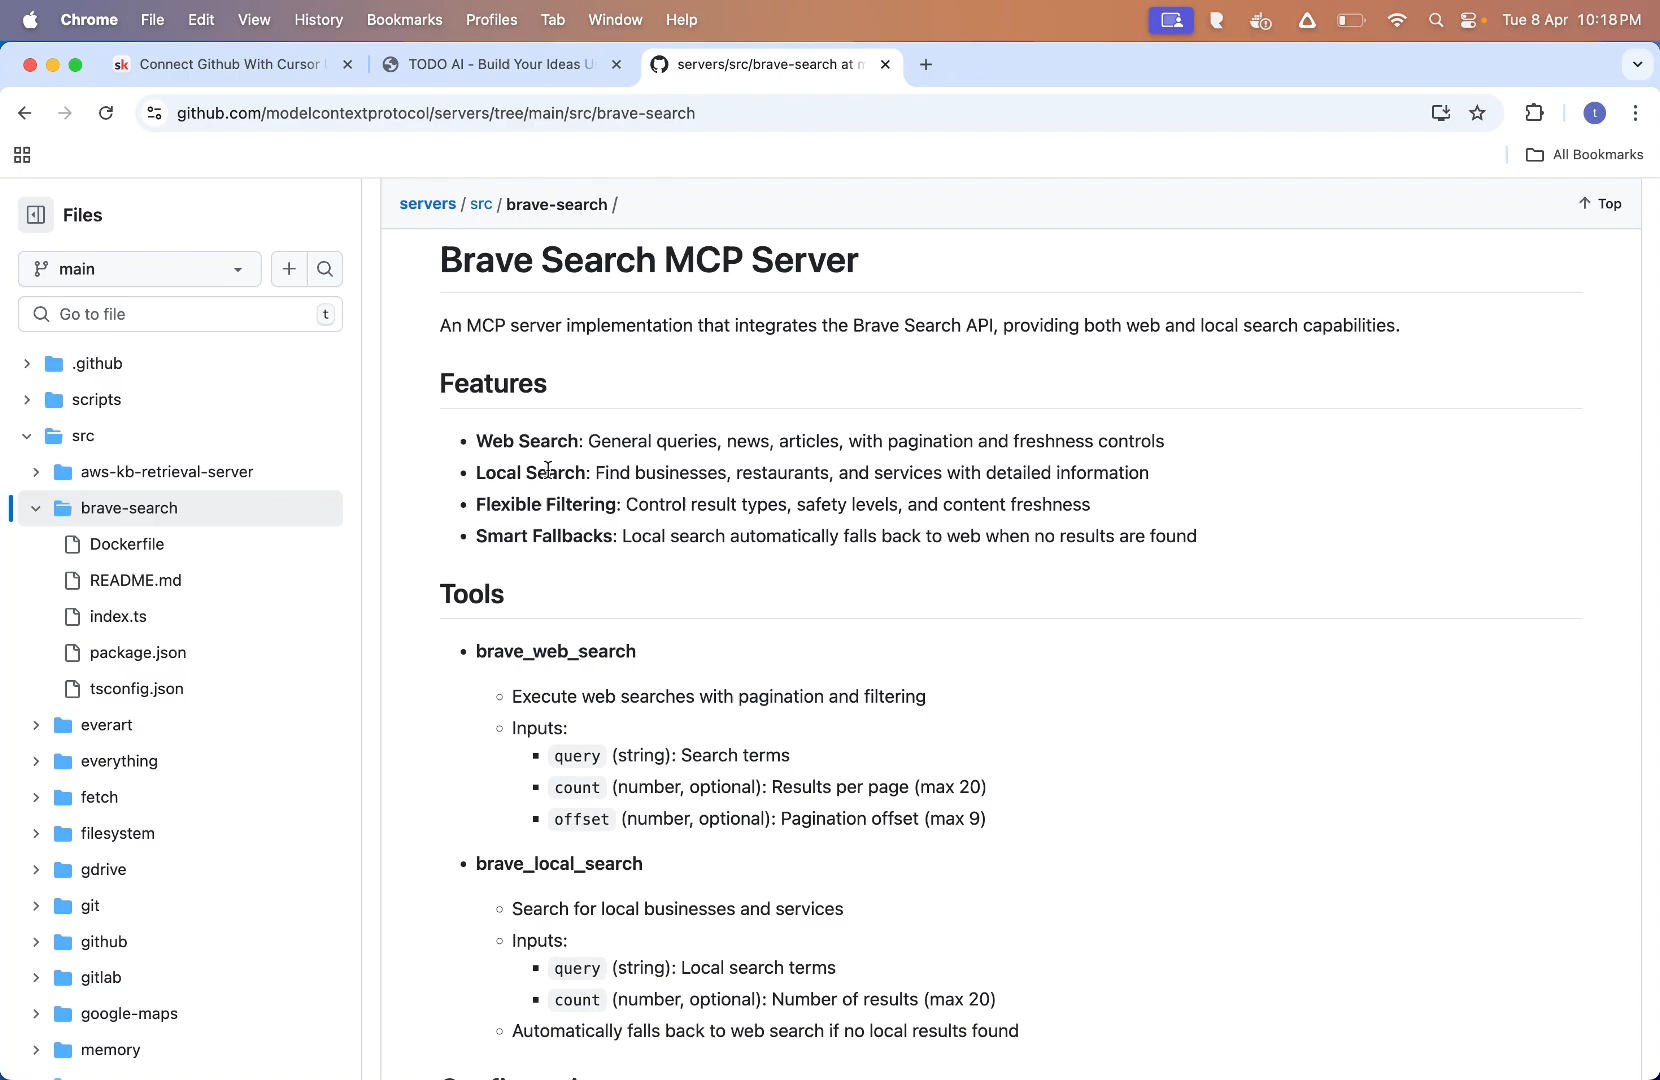 Chrome File Edit View History Bookmarks Profiles Tab Window Help Tue 8 Apr 10:18 PM
sk Connect Github With Cursor TODO AI - Build Your Ideas U servers/src/brave-search at m
github.com/modelcontextprotocol/servers/tree/main/src/brave-search t
All Bookmarks
Files
main
Go to file t
.github
scripts
src
aws-kb-retrieval-server
brave-search
Dockerfile
README.md
index.ts
package.json
tsconfig.json
everart
everything
fetch
filesystem
gdrive
git
github
gitlab
google-maps
memory
servers / src / brave-search /
Top
Brave Search MCP Server
An MCP server implementation that integrates the Brave Search API, providing both web and local search capabilities.
Features
• Web Search: General queries, news, articles, with pagination and freshness controls
• Local Search: Find businesses, restaurants, and services with detailed information
• Flexible Filtering: Control result types, safety levels, and content freshness
• Smart Fallbacks: Local search automatically falls back to web when no results are found
Tools
• brave_web_search
Execute web searches with pagination and filtering
Inputs:
query (string): Search terms
count (number, optional): Results per page (max 20)
offset (number, optional): Pagination offset (max 9)
• brave_local_search
Search for local businesses and services
Inputs:
query (string): Local search terms
count (number, optional): Number of results (max 20)
Automatically falls back to web search if no local results found